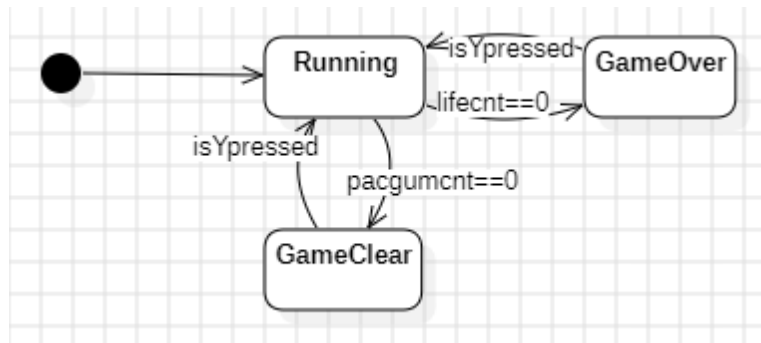 isYpressed
Running
GameOver
lifecnt==0
isYpressed
pacgumcnt==0
GameClear